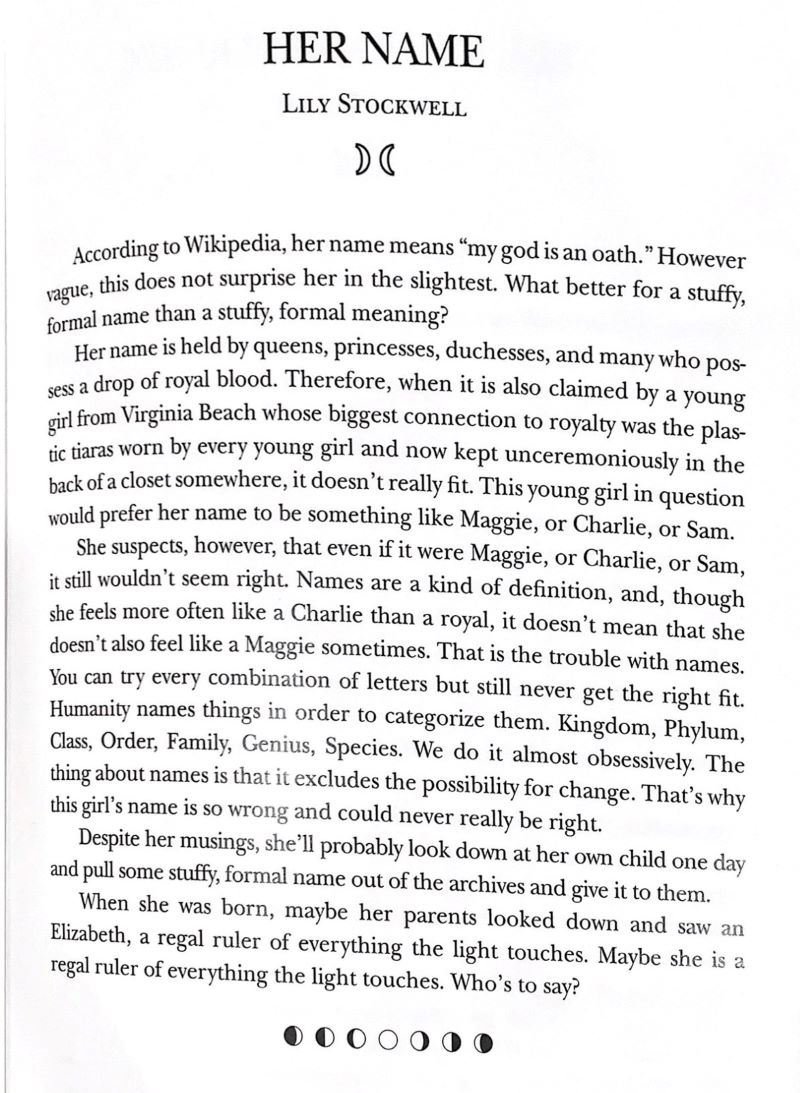 HER NAME
LILY STOCKWELL
According to Wikipedia, her name means “my god is an oath.” However
vague, this does not surprise her in the slightest. What better for a stuffy,
formal name than a stuffy, formal meaning?
Her name is held by queens, princesses, duchesses, and many who pos-
sess a drop of royal blood. Therefore, when it is also claimed by a young
girl from Virginia Beach whose biggest connection to royalty was the plas-
tic tiaras worn by every young girl and now kept unceremoniously in the
back of a closet somewhere, it doesn’t really fit. This young girl in question
would prefer her name to be something like Maggie, or Charlie, or Sam.
She suspects, however, that even if it were Maggie, or Charlie, or Sam,
it still wouldn’t seem right. Names are a kind of definition, and, though
she feels more often like a Charlie than a royal, it doesn’t mean that she
doesn’t also feel like a Maggie sometimes. That is the trouble with names.
You can try every combination of letters but still never get the right fit.
Humanity names things in order to categorize them. Kingdom, Phylum,
Class, Order, Family, Genius, Species. We do it almost obsessively. The
thing about names is that it excludes the possibility for change. That’s why
this girl’s name is so wrong and could never really be right.
Despite her musings, she’ll probably look down at her own child one day
and pull some stuffy, formal name out of the archives and give it to them.
When she was born, maybe her parents looked down and saw an
Elizabeth, a regal ruler of everything the light touches. Maybe she is a
regal ruler of everything the light touches. Who’s to say?